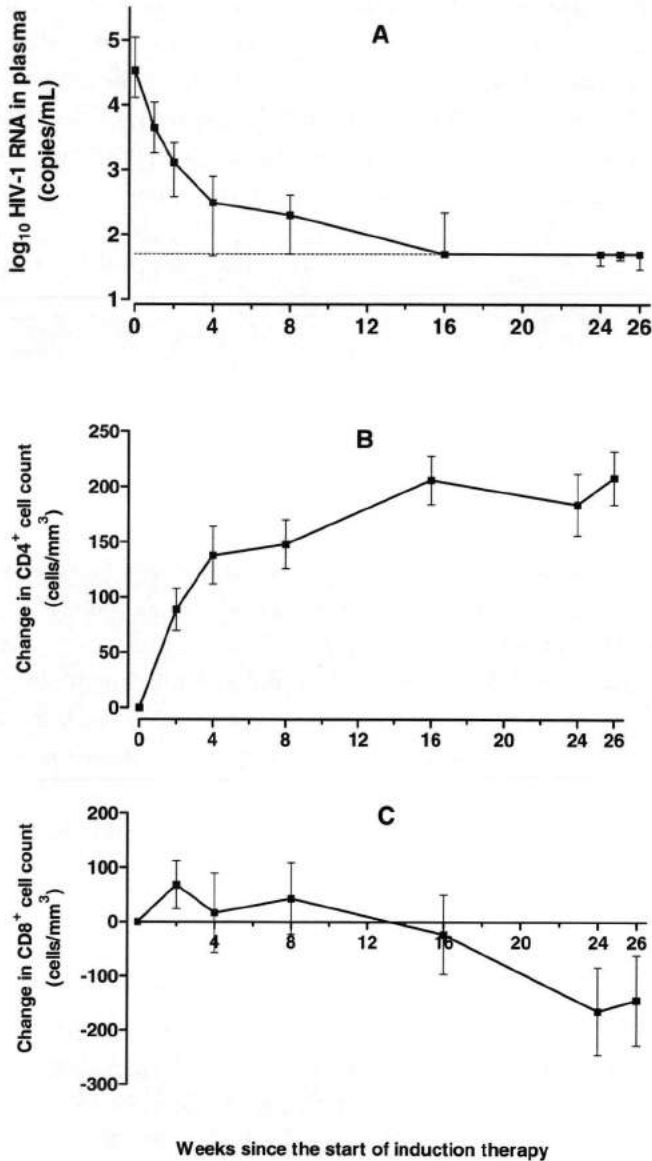 A
log₁₀ HIV-1 RNA in plasma
(copies/mL)
5
4
3
2
1
0 4 8 12 16 20 24 26
B
Change in CD4⁺ cell count
(cells/mm³)
250
200
150
100
50
0
0 4 8 12 16 20 24 26
C
Change in CD8⁺ cell count
(cells/mm³)
200
100
0
-100
-200
-300
4 8 12 16 20 24 26
Weeks since the start of induction therapy